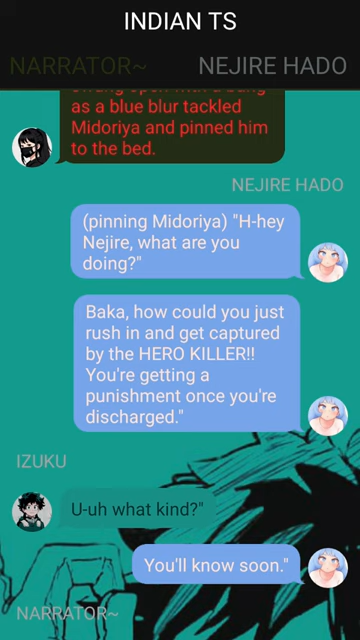 INDIAN TS
NARRATOR~ NEJIRE HADO
as a blue blur tackled
Midoriya and pinned him
to the bed.
NEJIRE HADO
(pinning Midoriya) "H-hey
Nejire, what are you
doing?"
Baka, how could you just
rush in and get captured
by the HERO KILLER!!
You're getting a
punishment once you're
discharged."
IZUKU
U-uh what kind?"
You'll know soon."
NARRATOR~